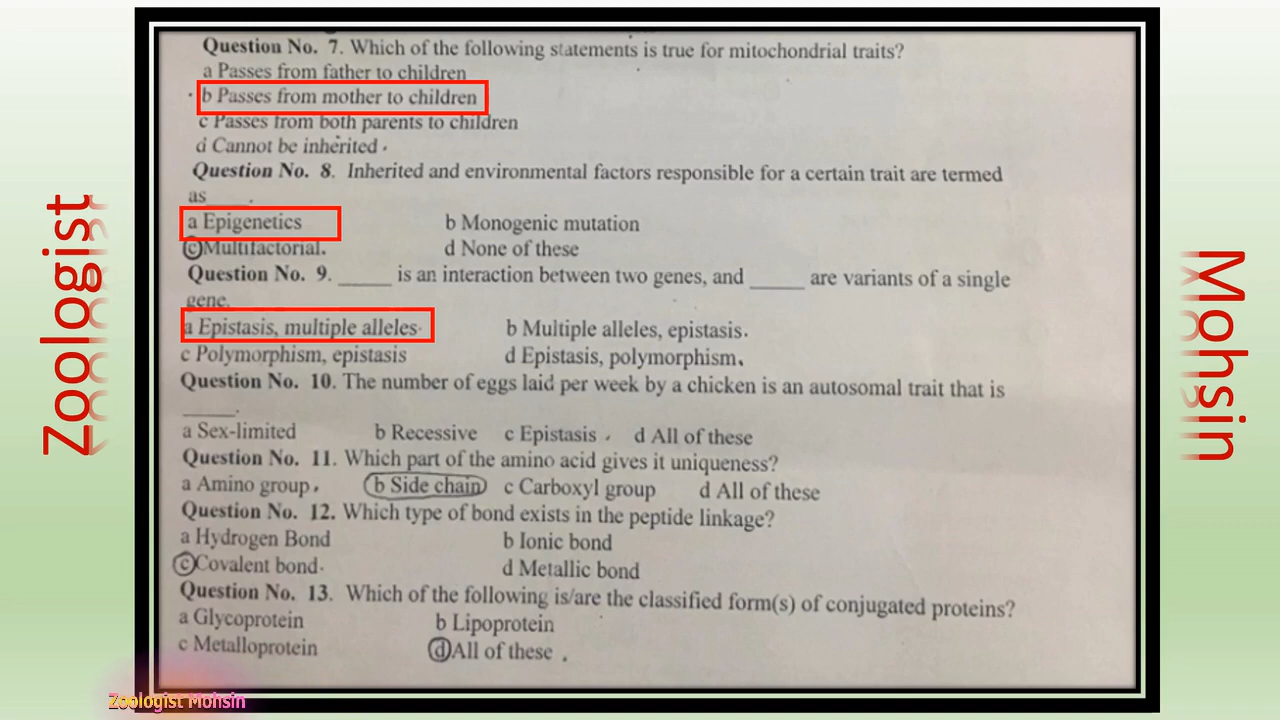 Question No. 7. Which of the following statements is true for mitochondrial traits?
a Passes from father to children
b Passes from mother to children
c Passes from both parents to children
d Cannot be inherited
Question No. 8. Inherited and environmental factors responsible for a certain trait are termed
as____.
a Epigenetics b Monogenic mutation
c Multifactorial. d None of these
Question No. 9. _____ is an interaction between two genes, and _____ are variants of a single
gene.
a Epistasis, multiple alleles b Multiple alleles, epistasis.
c Polymorphism, epistasis d Epistasis, polymorphism.
Question No. 10. The number of eggs laid per week by a chicken is an autosomal trait that is
_____.
a Sex-limited b Recessive c Epistasis d All of these
Question No. 11. Which part of the amino acid gives it uniqueness?
a Amino group. b Side chain c Carboxyl group d All of these
Question No. 12. Which type of bond exists in the peptide linkage?
a Hydrogen Bond b Ionic bond
c Covalent bond d Metallic bond
Question No. 13. Which of the following is/are the classified form(s) of conjugated proteins?
a Glycoprotein b Lipoprotein
c Metalloprotein d All of these .
Zoologist
Mohsin
Zoologist Mohsin